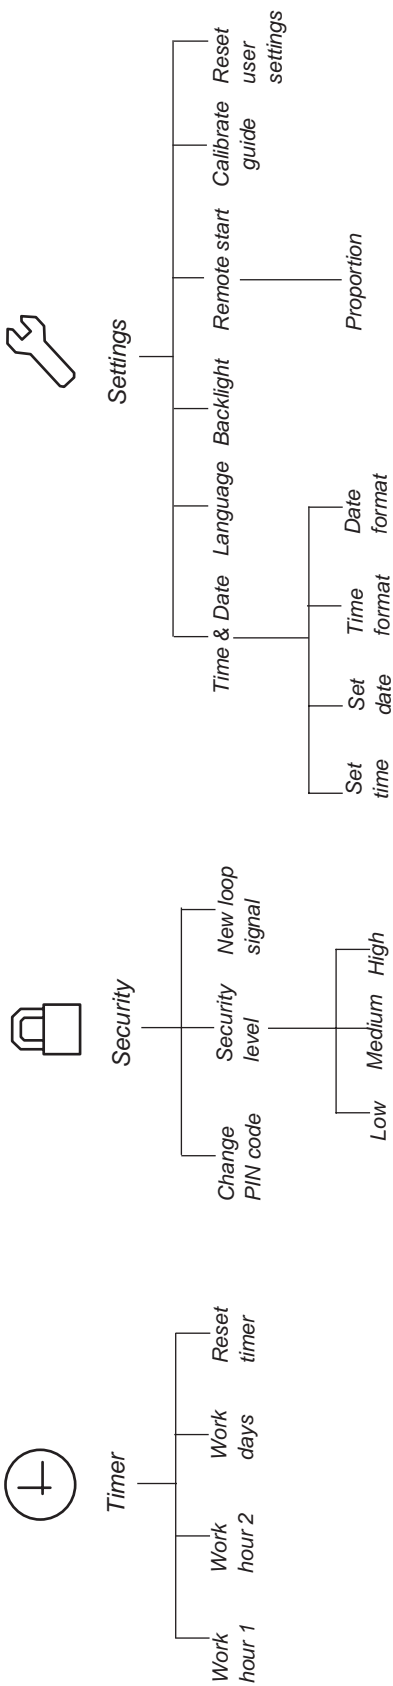 Timer
Work
hour 1
Work
hour 2
Work
days
Reset
timer
Security
Change
PIN code
Security
level
Low
Medium
High
New loop
signal
Settings
Time & Date
Set
time
Set
date
Time
format
Date
format
Language
Backlight
Remote start
Proportion
Calibrate
guide
Reset
user
settings